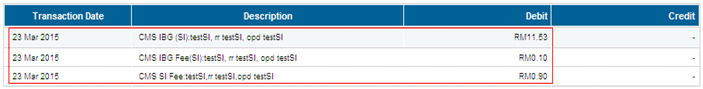 Transaction Date Description Debit Credit
23 Mar 2015 CMS IBG (SI):testSI, rr testSI, opd testSI RM11.53 -
23 Mar 2015 CMS IBG Fee(SI):testSI, rr testSI, opd testSI RM0.10 -
23 Mar 2015 CMS SI Fee:testSI,rr testSI,opd testSI RM0.90 -